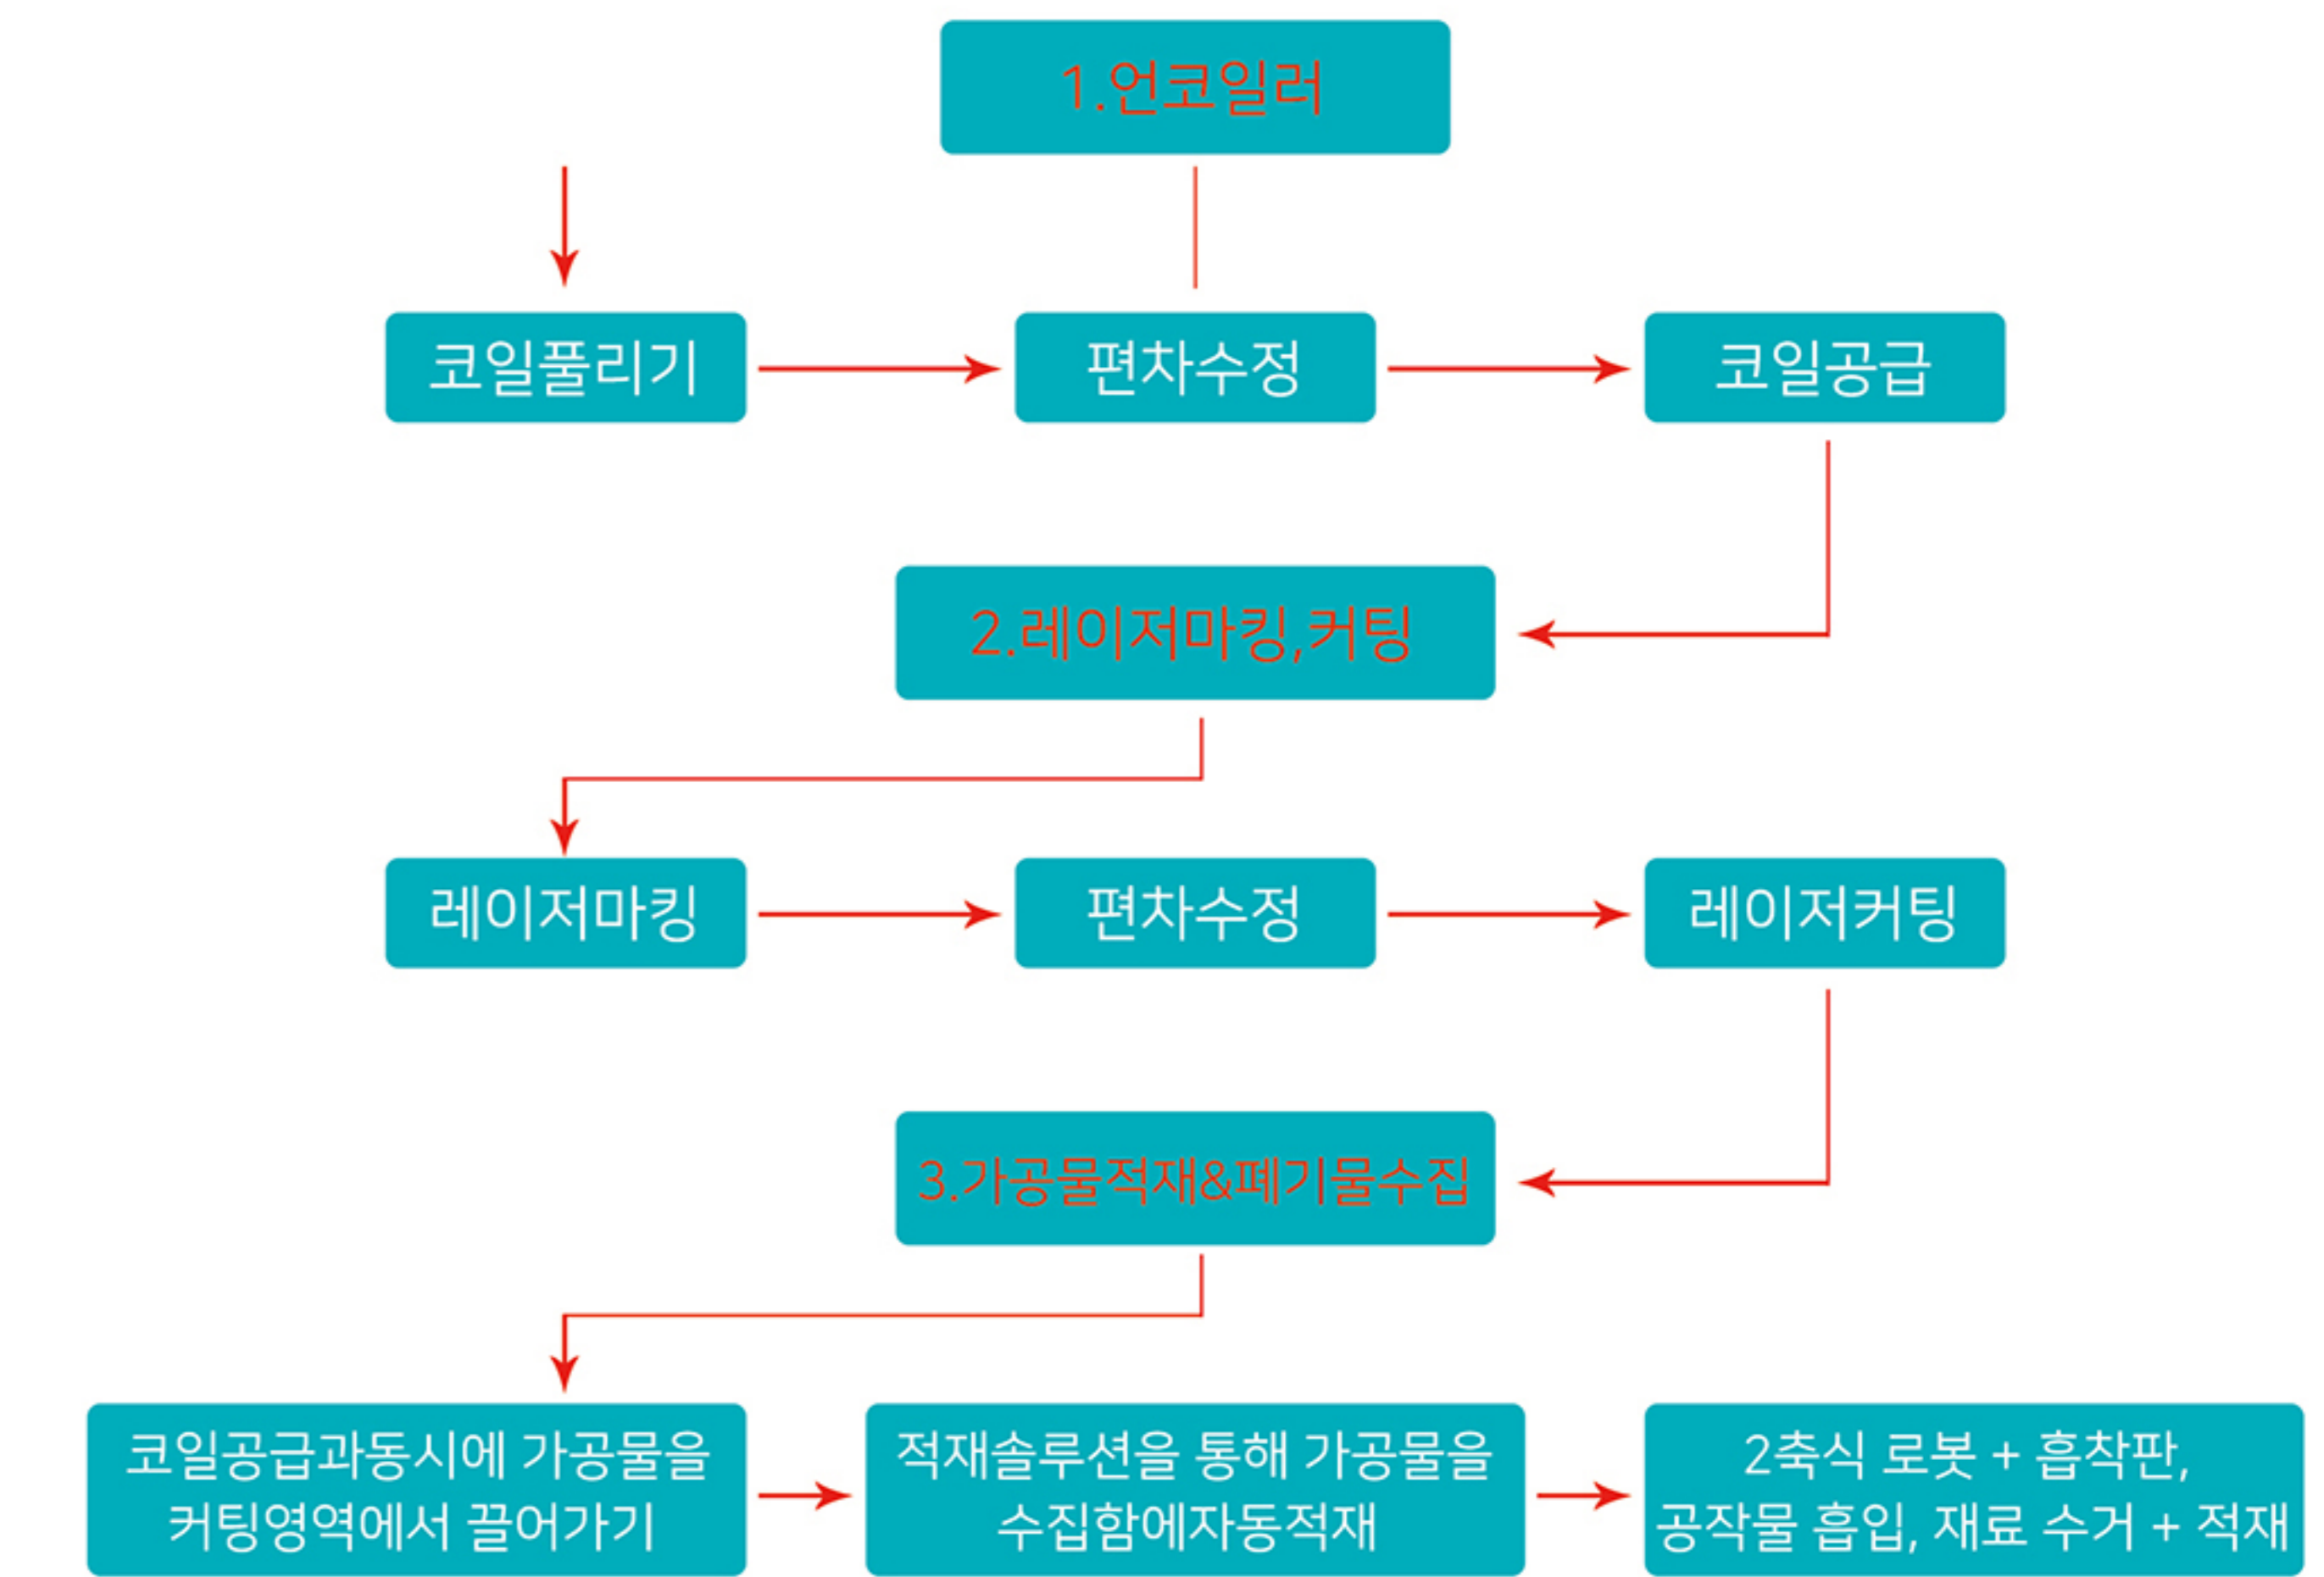 1.언코일러
코일풀리기
편차수정
코일공급
2.레이저마킹,커팅
레이저마킹
편차수정
레이저커팅
3.가공물적재&폐기물수집
코일공급과동시에 가공물을
커팅영역에서 끌어가기
적재솔루션을 통해 가공물을
수집함에자동적재
2축식 로봇 + 흡착판,
공작물 흡입, 재료 수거 + 적재